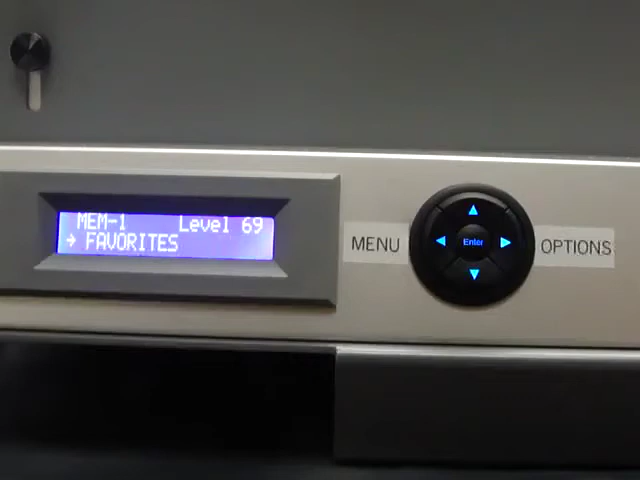 MEM-1 Level 69
→ FAVORITES
MENU
Enter
OPTIONS